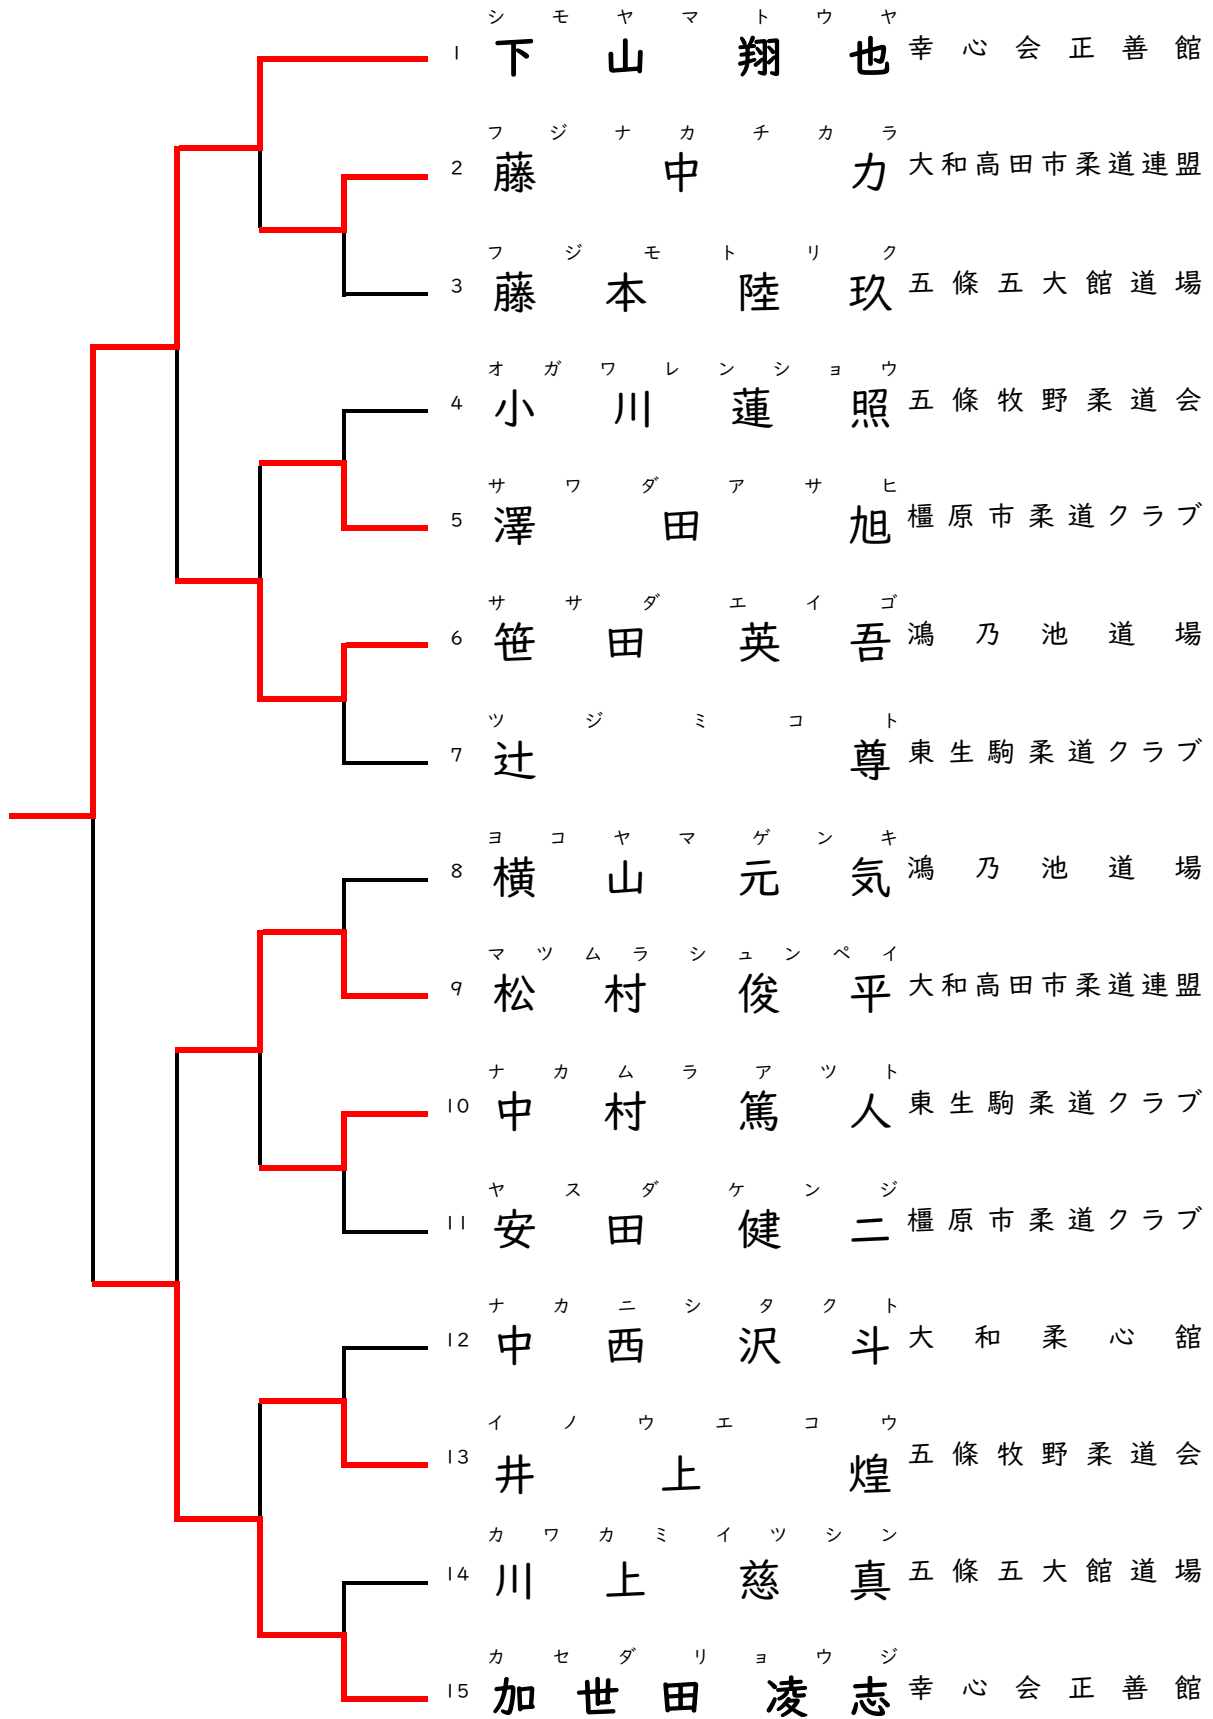 シモヤマトウヤ
1 下山翔也 幸心会正善館
フジナカチカラ
2 藤中力 大和高田市柔道連盟
フジモトリク
3 藤本陸玖 五條五大館道場
オガワレンショウ
4 小川蓮照 五條牧野柔道会
サワダアサヒ
5 澤田旭 橿原市柔道クラブ
ササダエイゴ
6 笹田英吾 鴻乃池道場
ツジミコト
7 辻尊 東生駒柔道クラブ
ヨコヤマゲンキ
8 横山元気 鴻乃池道場
マツムラシュンペイ
9 松村俊平 大和高田市柔道連盟
ナカムラアツト
10 中村篤人 東生駒柔道クラブ
ヤスダケンジ
11 安田健二 橿原市柔道クラブ
ナカニシタクト
12 中西沢斗 大和柔心舘
イノウエコウ
13 井上煌 五條牧野柔道会
カワカミイツシン
14 川上慈真 五條五大館道場
カセダリョウジ
15 加世田凌志 幸心会正善館